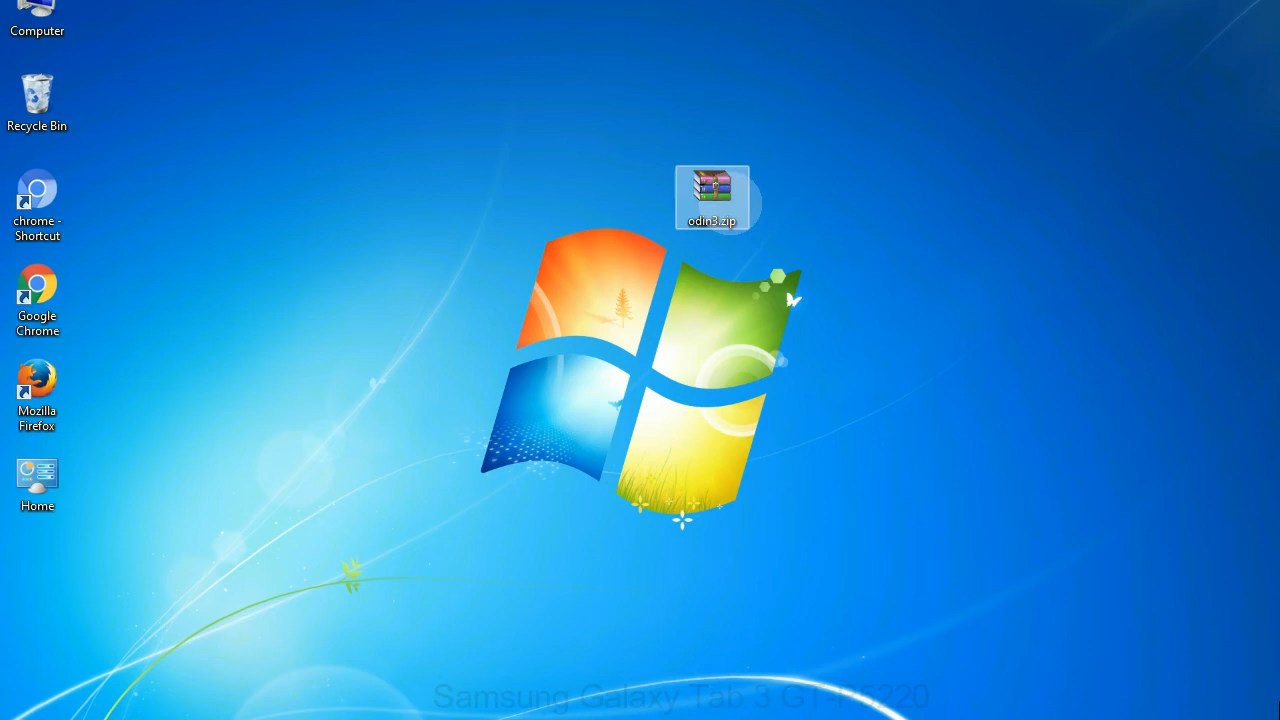 Computer
Recycle Bin
chrome -
Shortcut
Google
Chrome
Mozilla
Firefox
Home
odin3.zip
Samsung Galaxy Tab 3 GT-P5220